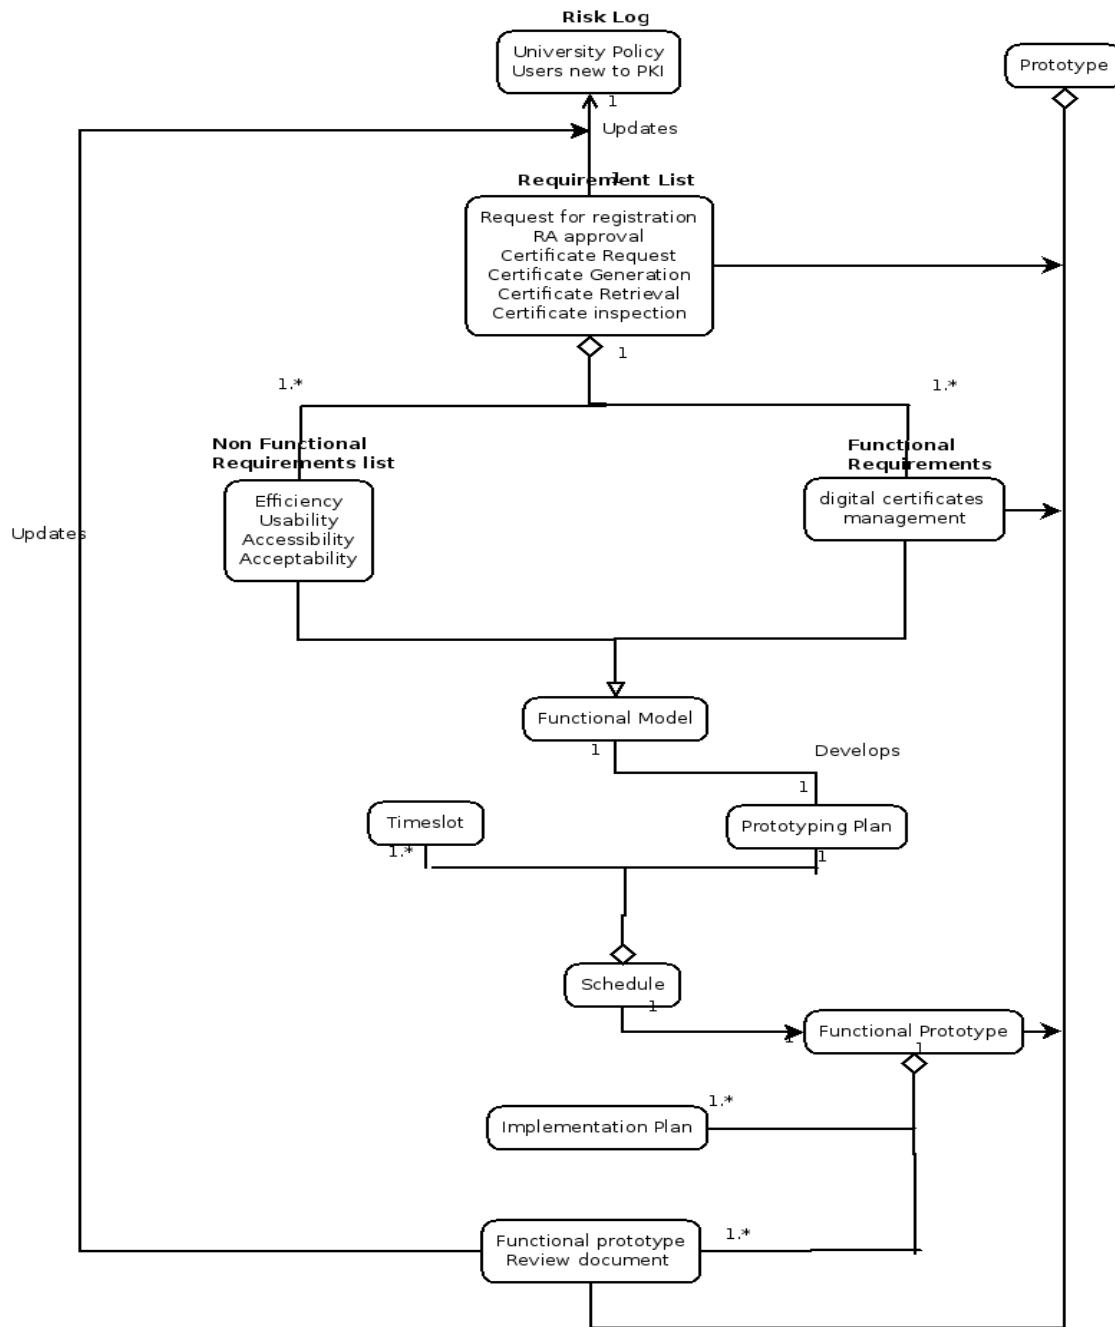 Risk Log
University Policy
Users new to PKI
Prototype
1
Updates
1
Requirement List
Request for registration
RA approval
Certificate Request
Certificate Generation
Certificate Retrieval
Certificate inspection
1
1.*
1.*
Non Functional
Requirements list
Functional
Requirements
Efficiency
Usability
Accessibility
Acceptability
digital certificates
management
Updates
Functional Model
1
Develops
1
Timeslot
Prototyping Plan
1.*
1
Schedule
1
Functional Prototype
1
1
1.*
Implementation Plan
1.*
Functional prototype
Review document